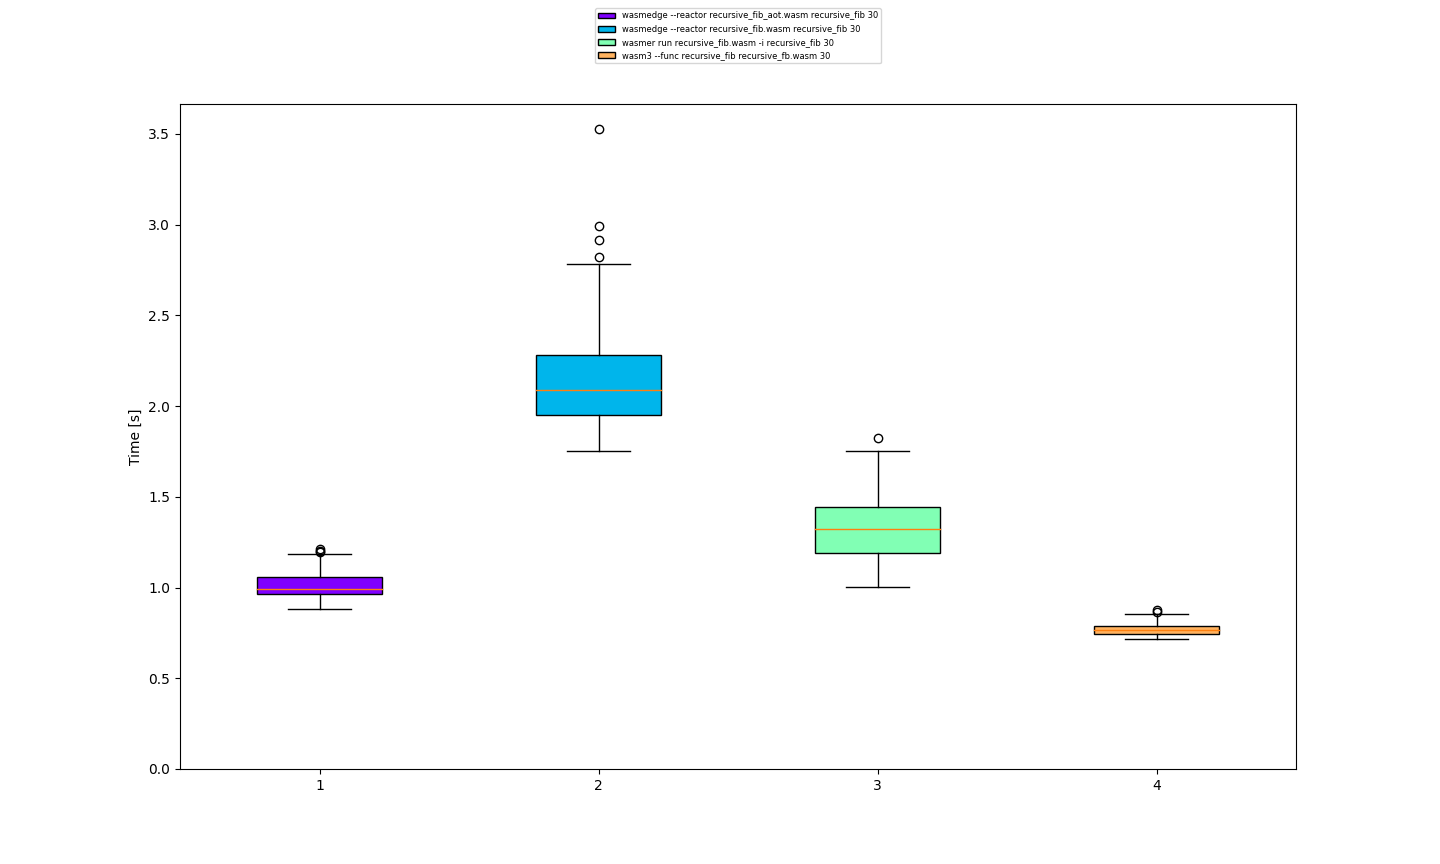 wasmedge --reactor recursive_fib_aot.wasm recursive_fib 30
wasmedge --reactor recursive_fib.wasm recursive_fib 30
wasmer run recursive_fib.wasm -i recursive_fib 30
wasm3 --func recursive_fib recursive_fb.wasm 30
3.5
3.0
2.5
2.0
Time [s]
1.5
1.0
0.5
0.0
1 2 3 4